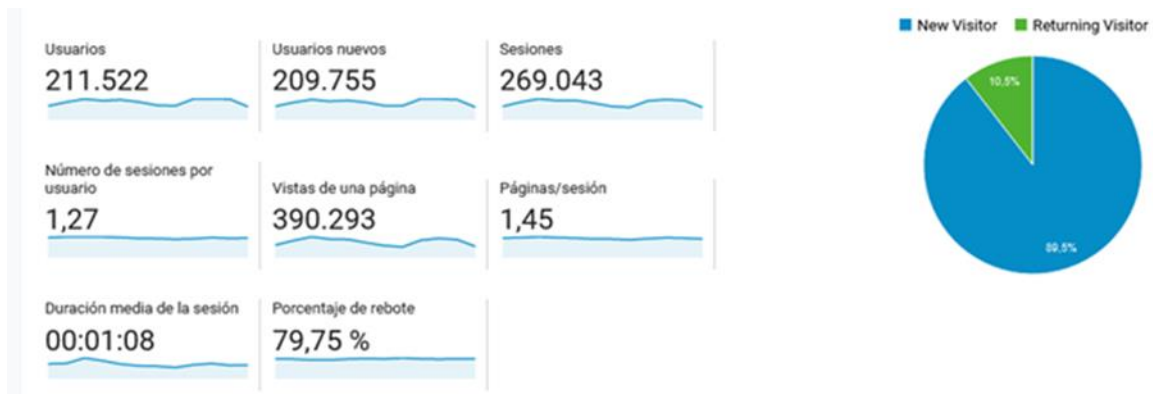 Usuarios
211.522
Usuarios nuevos
209.755
Sesiones
269.043
Número de sesiones por
usuario
1,27
Vistas de una página
390.293
Páginas/sesión
1,45
Duración media de la sesión
00:01:08
Porcentaje de rebote
79,75 %
New Visitor
Returning Visitor
10,5%
89,5%